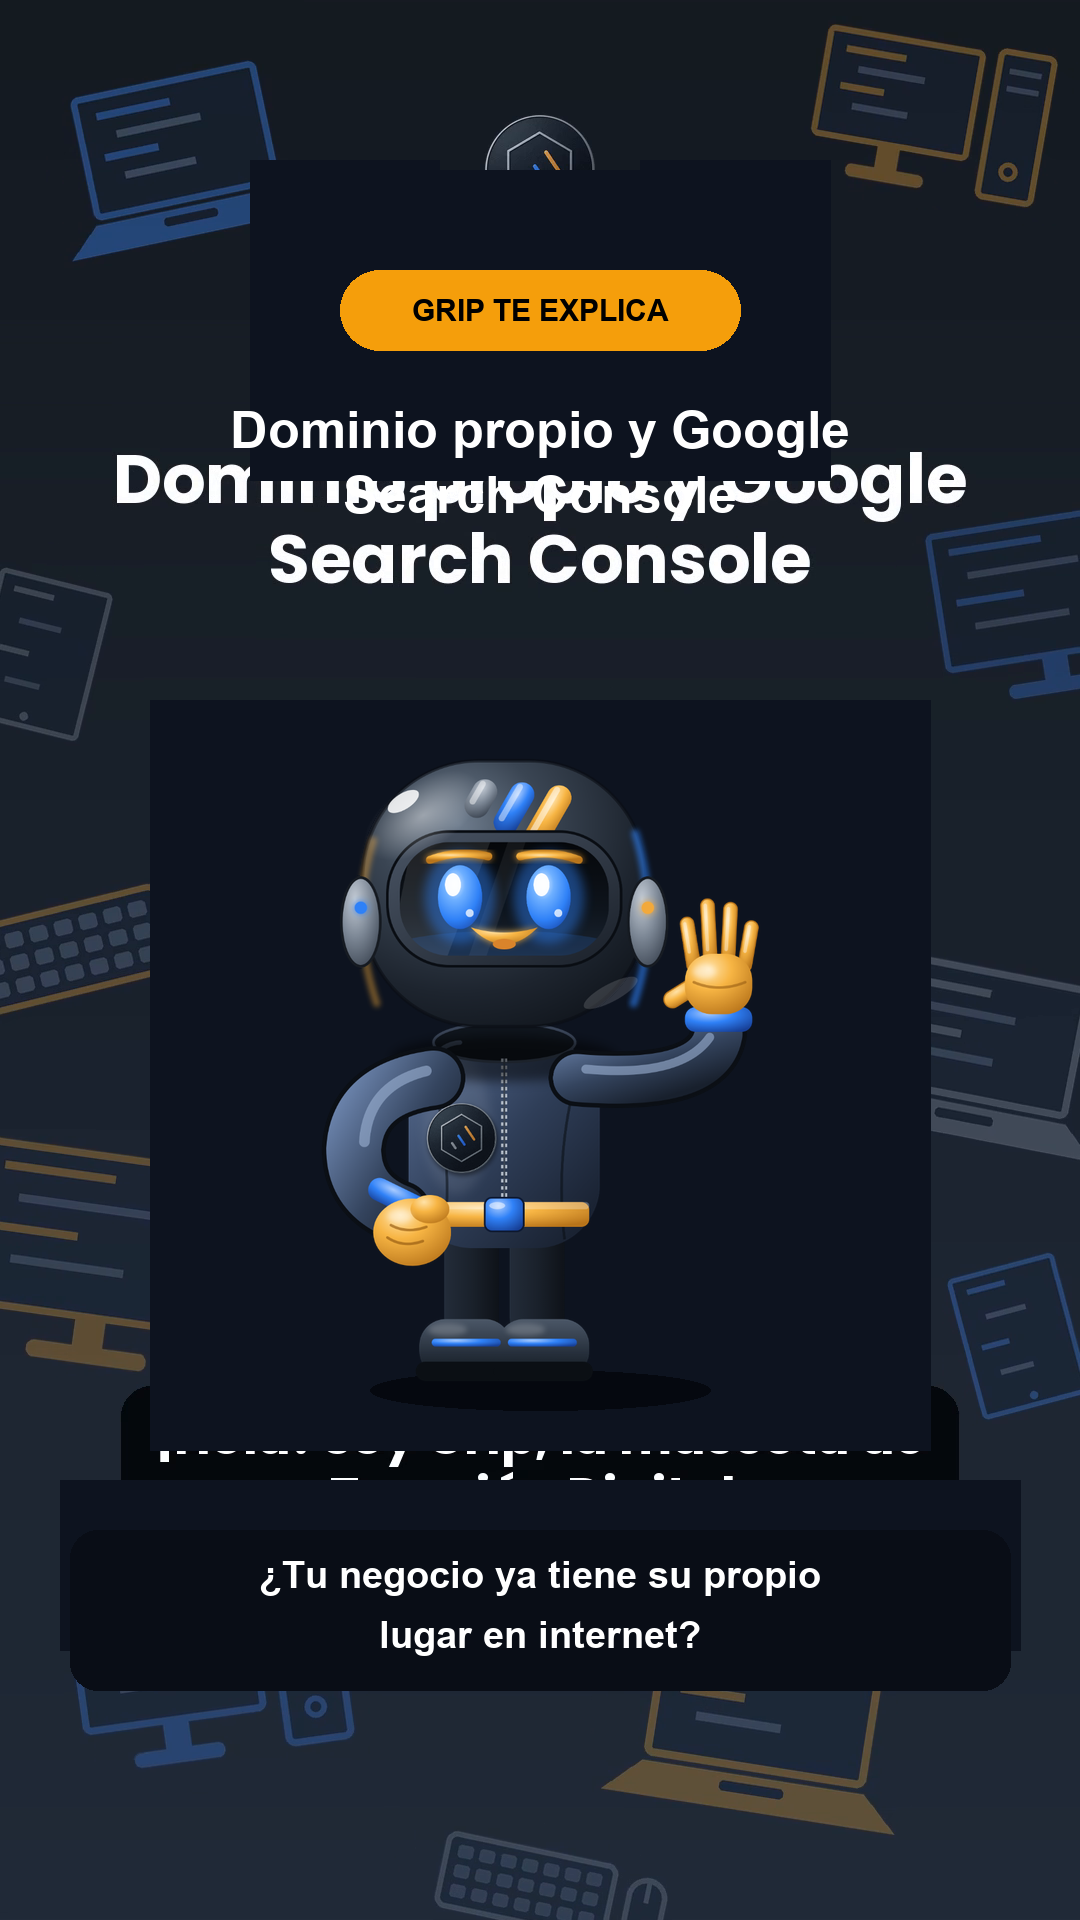 GRIP TE EXPLICA
Dominio propio y Google
Search Console
Google
Search Console
¿Tu negocio ya tiene su propio
lugar en internet?